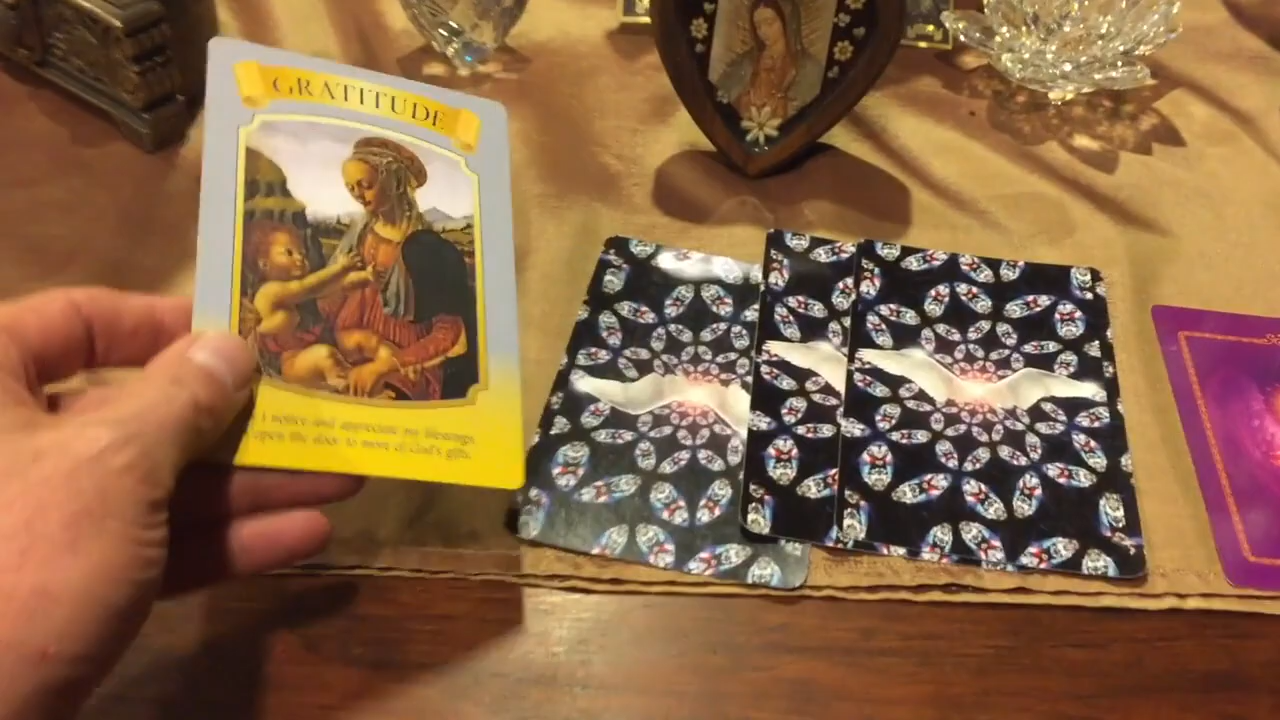 GRATITUDE
I notice and appreciate my blessings
open the door to more of God's gifts.